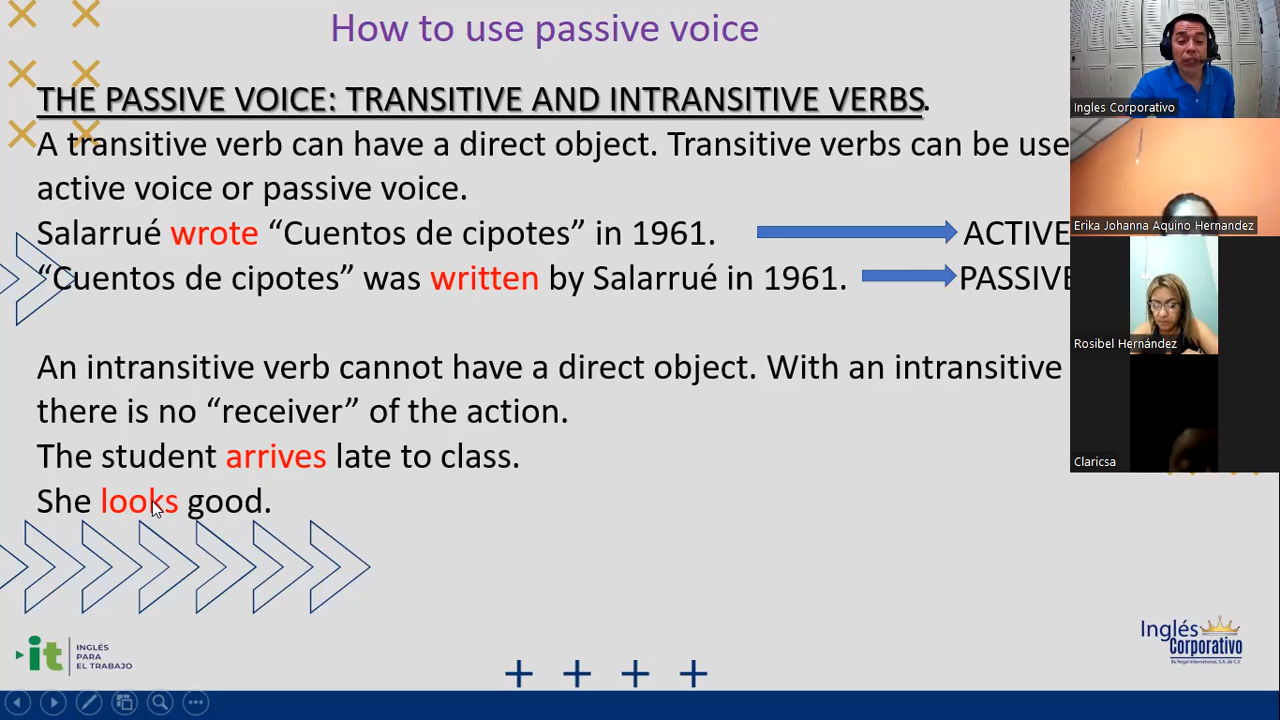 How to use passive voice
THE PASSIVE VOICE: TRANSITIVE AND INTRANSITIVE VERBS.
A transitive verb can have a direct object. Transitive verbs can be use
active voice or passive voice.
Salarrué wrote “Cuentos de cipotes” in 1961. ACTIVE
“Cuentos de cipotes” was written by Salarrué in 1961. PASSIVE
An intransitive verb cannot have a direct object. With an intransitive
there is no “receiver” of the action.
The student arrives late to class.
She looks good.
Ingles Corporativo
Erika Johanna Aquino Hernandez
Rosibel Hernández
Claricsa
it
INGLÉS
PARA
EL TRABAJO
Inglés
Corporativo
By Regal International, S.A. de C.V.